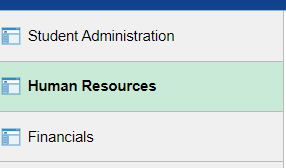 Student Administration
Human Resources
Financials